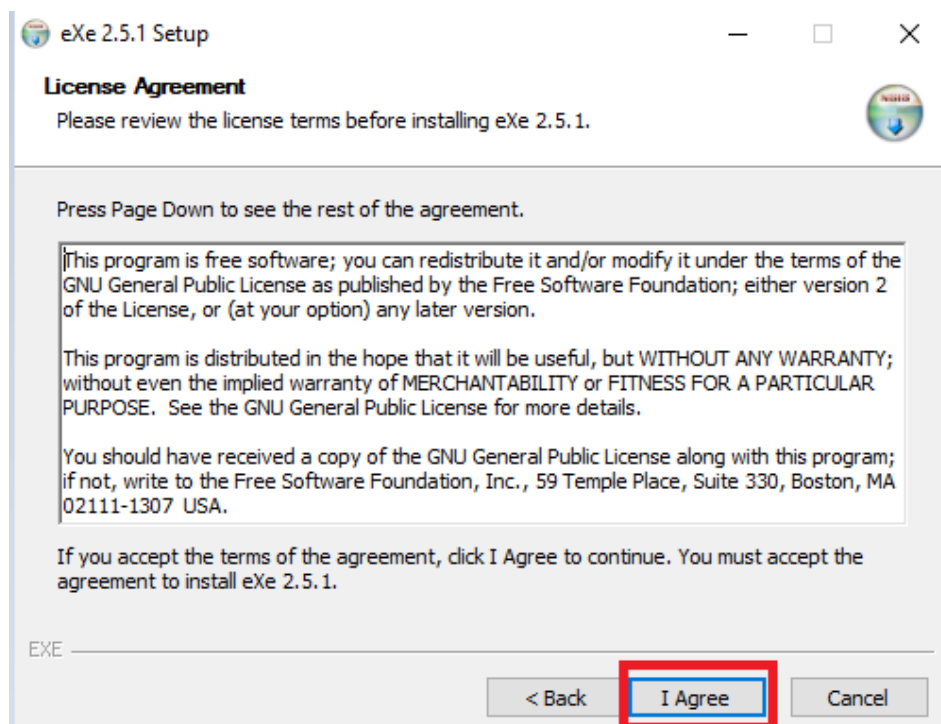 eXe 2.5.1 Setup
License Agreement
Please review the license terms before installing eXe 2.5.1.
Press Page Down to see the rest of the agreement.
This program is free software; you can redistribute it and/or modify it under the terms of the
GNU General Public License as published by the Free Software Foundation; either version 2
of the License, or (at your option) any later version.
This program is distributed in the hope that it will be useful, but WITHOUT ANY WARRANTY;
without even the implied warranty of MERCHANTABILITY or FITNESS FOR A PARTICULAR
PURPOSE.  See the GNU General Public License for more details.
You should have received a copy of the GNU General Public License along with this program;
if not, write to the Free Software Foundation, Inc., 59 Temple Place, Suite 330, Boston, MA
02111-1307 USA.
If you accept the terms of the agreement, click I Agree to continue. You must accept the
agreement to install eXe 2.5.1.
EXE
< Back I Agree Cancel